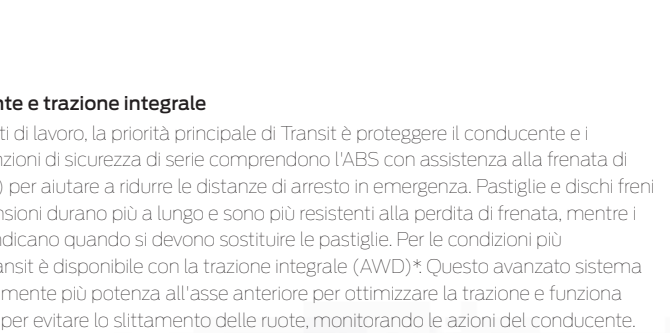 nte e trazione integrale
ti di lavoro, la priorità principale di Transit è proteggere il conducente e i
nzioni di sicurezza di serie comprendono l'ABS con assistenza alla frenata di
) per aiutare a ridurre le distanze di arresto in emergenza. Pastiglie e dischi freni
nsioni durano più a lungo e sono più resistenti alla perdita di frenata, mentre i
ndicano quando si devono sostituire le pastiglie. Per le condizioni più
ansit è disponibile con la trazione integrale (AWD)*. Questo avanzato sistema
mente più potenza all'asse anteriore per ottimizzare la trazione e funziona
per evitare lo slittamento delle ruote, monitorando le azioni del conducente.